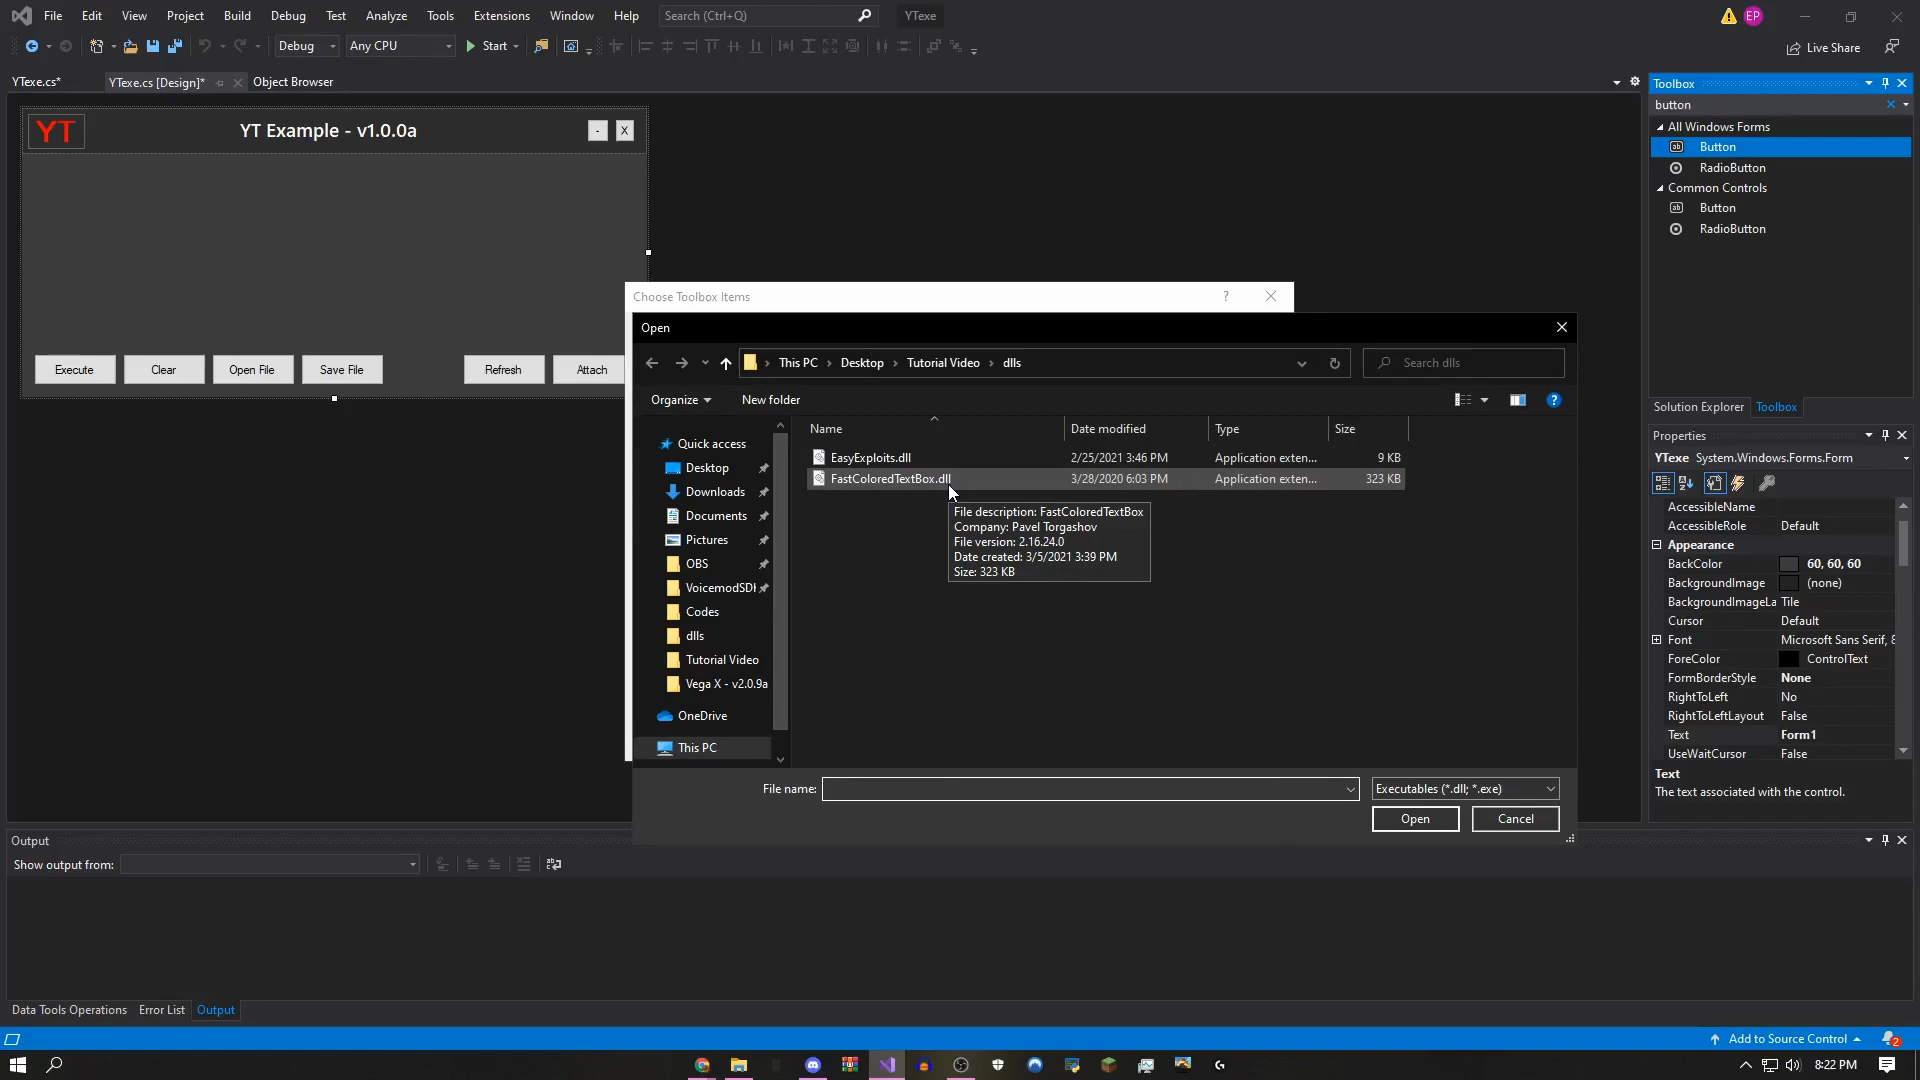 File Edit View Project Build Debug Test Analyze Tools Extensions Window Help Search (Ctrl+Q) YTexe EP
Debug Any CPU Start Live Share
YTexe.cs* YTexe.cs [Design]* Object Browser
YT YT Example - v1.0.0a - X
Execute Clear Open File Save File Refresh Attach
Choose Toolbox Items ?
Open
This PC Desktop Tutorial Video dlls Search dlls
Organize New folder
Quick access
Desktop
Downloads
Documents
Pictures
OBS
VoicemodSDK
Codes
dlls
Tutorial Video
Vega X - v2.0.9a
OneDrive
This PC
Name Date modified Type Size
EasyExploits.dll 2/25/2021 3:46 PM Application exten... 9 KB
FastColoredTextBox.dll 3/28/2020 6:03 PM Application exten... 323 KB
File description: FastColoredTextBox
Company: Pavel Torgashov
File version: 2.16.24.0
Date created: 3/5/2021 3:39 PM
Size: 323 KB
File name: Executables (*.dll; *.exe)
Open Cancel
Toolbox
button
All Windows Forms
Button
RadioButton
Common Controls
Button
RadioButton
Solution Explorer Toolbox
Properties
YTexe System.Windows.Forms.Form
AccessibleName
AccessibleRole Default
Appearance
BackColor 60, 60, 60
BackgroundImage (none)
BackgroundImageLa Tile
Cursor Default
Font Microsoft Sans Serif, 8
ForeColor ControlText
FormBorderStyle None
RightToLeft No
RightToLeftLayout False
Text Form1
UseWaitCursor False
Text
The text associated with the control.
Output
Show output from:
Data Tools Operations Error List Output
Add to Source Control 2
8:22 PM